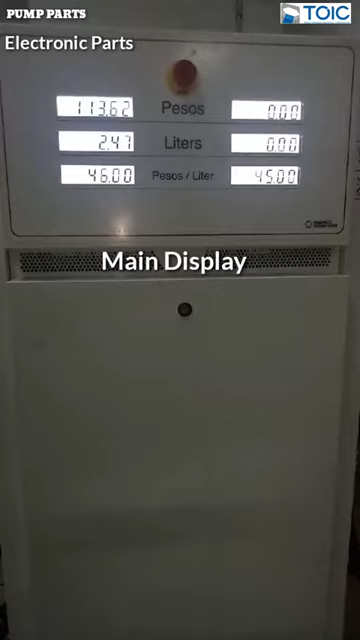 PUMP PARTS
TOIC
Electronic Parts
113.62 Pesos 0.00
2.47 Liters 0.00
46.00 Pesos / Liter 45.00
Main Display